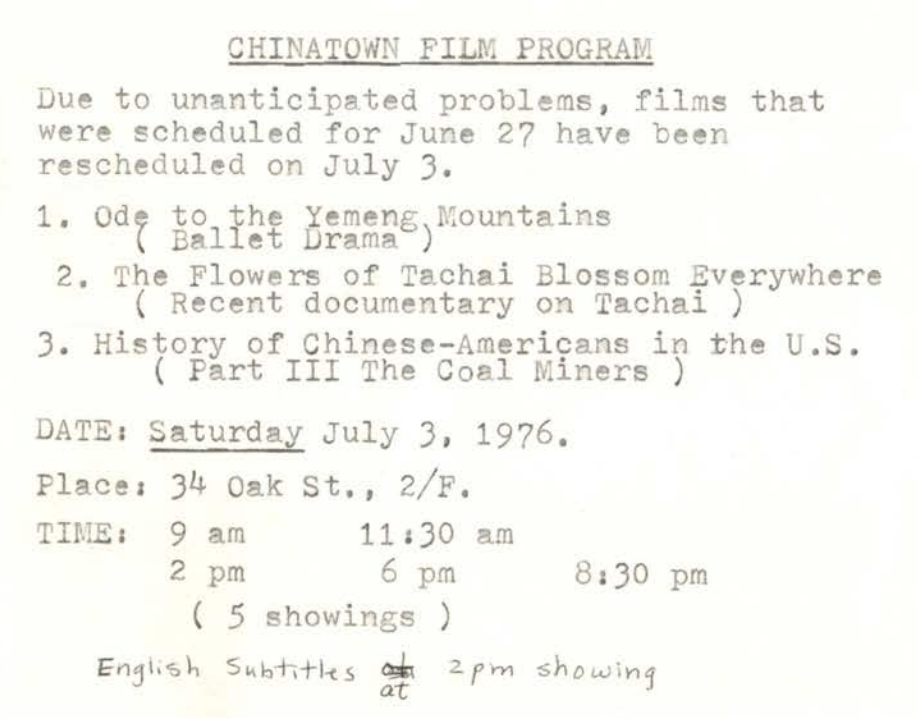 CHINATOWN FILM PROGRAM
Due to unanticipated problems, films that
were scheduled for June 27 have been
rescheduled on July 3.
1. Ode to the Yemeng Mountains
( Ballet Drama )
2. The Flowers of Tachai Blossom Everywhere
( Recent documentary on Tachai )
3. History of Chinese-Americans in the U.S.
( Part III The Coal Miners )
DATE: Saturday July 3, 1976.
Place: 34 Oak St., 2/F.
TIME: 9 am 11:30 am
2 pm 6 pm 8:30 pm
( 5 showings )
English Subtitles at 2pm showing